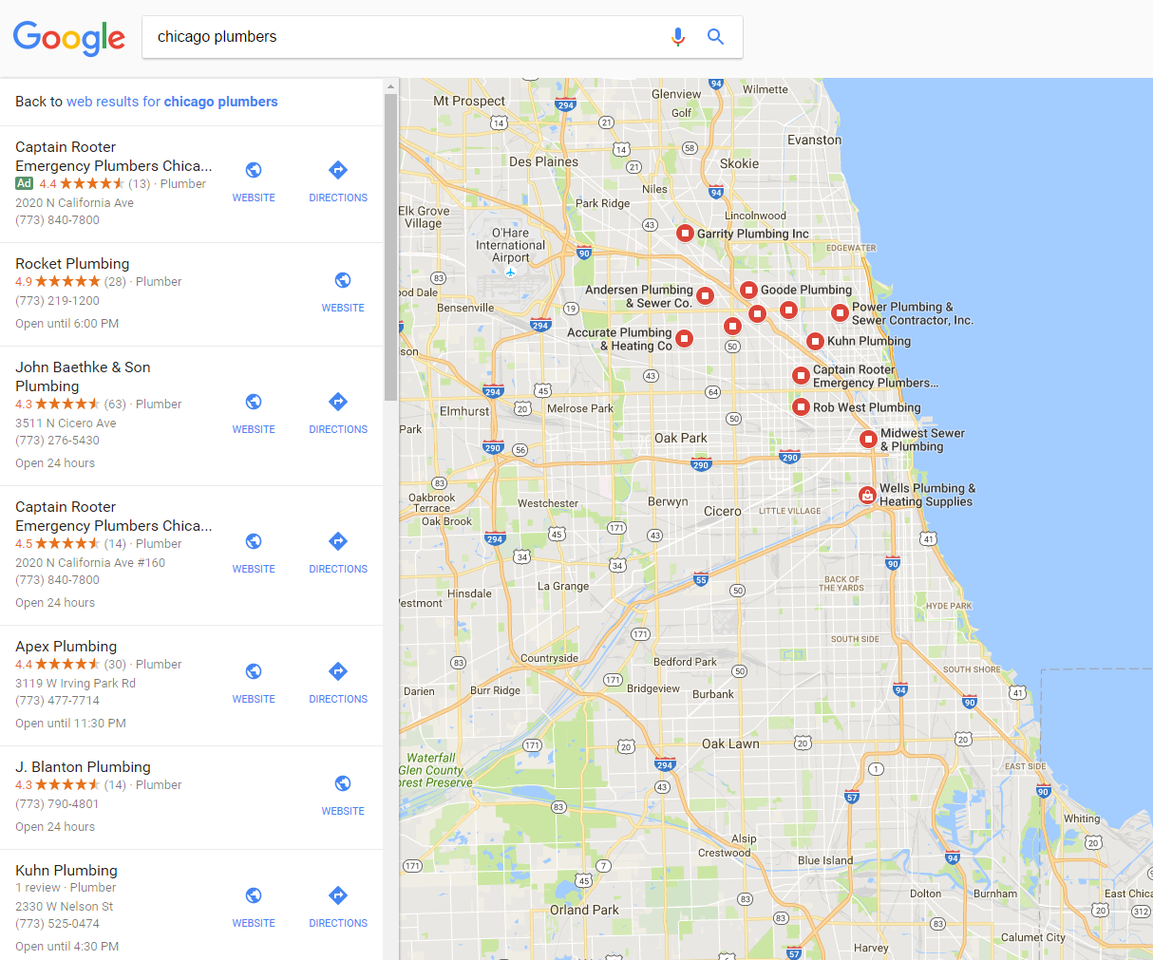 Google
chicago plumbers
Back to web results for chicago plumbers
Captain Rooter
Emergency Plumbers Chica...
Ad 4.4 (13) · Plumber
2020 N California Ave
(773) 840-7800
WEBSITE
DIRECTIONS
Rocket Plumbing
4.9 (28) · Plumber
(773) 219-1200
Open until 6:00 PM
WEBSITE
John Baethke & Son
Plumbing
4.3 (63) · Plumber
3511 N Cicero Ave
(773) 276-5430
Open 24 hours
WEBSITE
DIRECTIONS
Captain Rooter
Emergency Plumbers Chica...
4.5 (14) · Plumber
2020 N California Ave #160
(773) 840-7800
Open 24 hours
WEBSITE
DIRECTIONS
Apex Plumbing
4.4 (30) · Plumber
3119 W Irving Park Rd
(773) 477-7714
Open until 11:30 PM
WEBSITE
DIRECTIONS
J. Blanton Plumbing
4.3 (14) · Plumber
(773) 790-4801
Open 24 hours
WEBSITE
Kuhn Plumbing
1 review · Plumber
2330 W Nelson St
(773) 525-0474
Open until 4:30 PM
WEBSITE
DIRECTIONS
94
Wilmette
Glenview
Mt Prospect
294
Golf
14
21
Evanston
14
58
Des Plaines
21
Skokie
Niles
94
Park Ridge
Elk Grove
Village
Lincolnwood
43
O'Hare
International
Airport
Garrity Plumbing Inc
EDGEWATER
90
83
ood Dale
Bensenville
19
Andersen Plumbing
& Sewer Co.
Goode Plumbing
Power Plumbing &
Sewer Contractor, Inc.
294
Accurate Plumbing
& Heating Co
50
Kuhn Plumbing
son
43
Captain Rooter
Emergency Plumbers...
294
45
64
Elmhurst
20
Melrose Park
Rob West Plumbing
50
Park
Oak Park
Midwest Sewer
& Plumbing
290
56
290
290
83
Oakbrook
Terrace
Oak Brook
Westchester
Berwyn
Cicero
LITTLE VILLAGE
Wells Plumbing &
Heating Supplies
294
45
171
43
41
34
34
90
55
La Grange
50
BACK OF
THE YARDS
Hinsdale
estmont
HYDE PARK
171
SOUTH SIDE
Countryside
83
Bedford Park
50
SOUTH SHORE
171
Darien
Burr Ridge
Bridgeview
Burbank
94
41
90
171
20
Oak Lawn
20
20
Waterfall
Glen County
orest Preserve
294
1
EAST SIDE
43
57
90
83
Whiting
Alsip
20
Crestwood
Blue Island
94
171
7
45
Dolton
Burnham
East Chica
83
Orland Park
83
83
20
312
Calumet City
Harvey
57